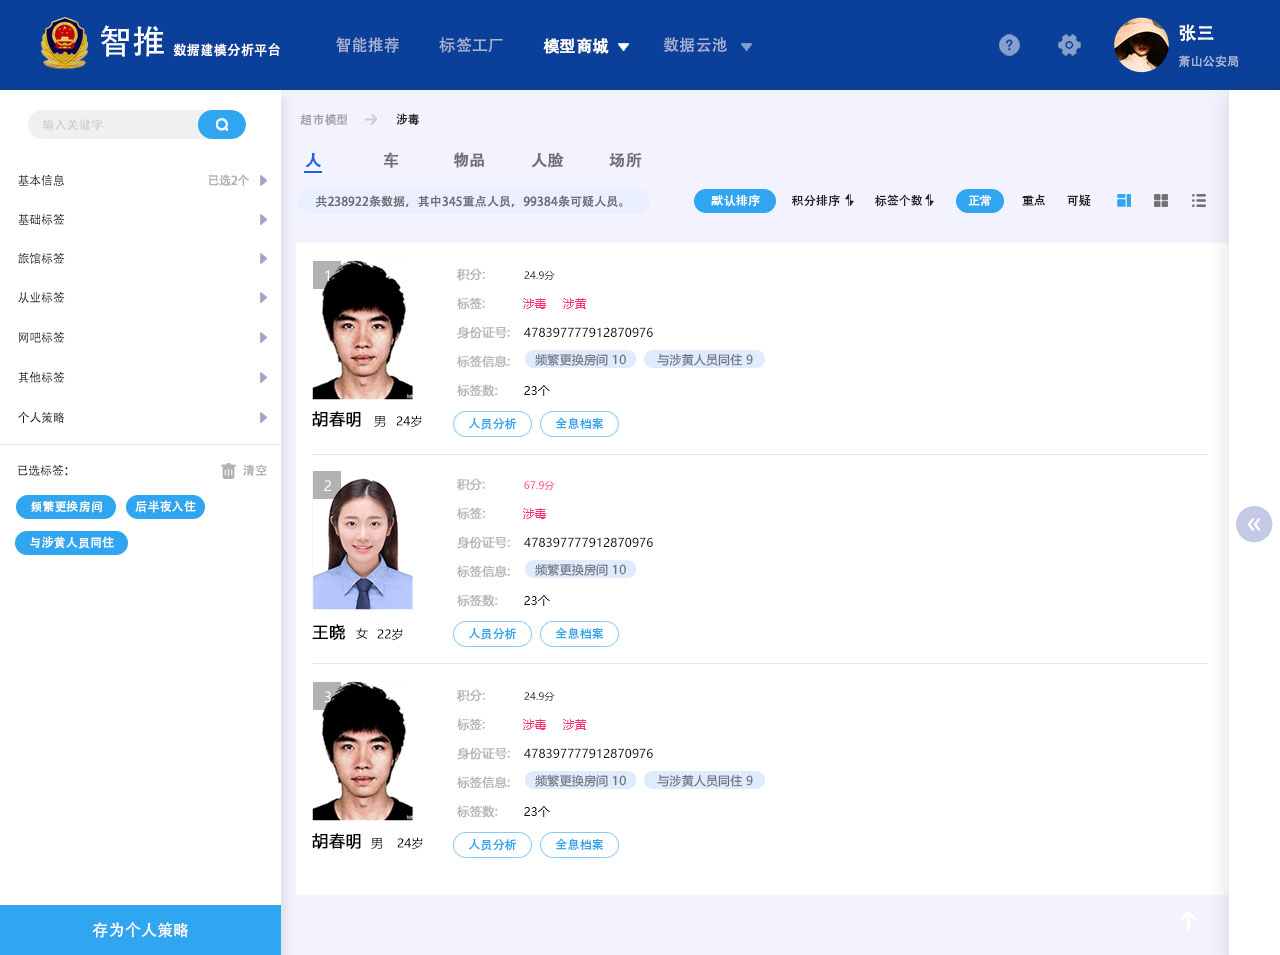 智推 数据建模分析平台 智能推荐 标签工厂 模型商城 数据云池 ? 张三
萧山公安局
输入关键字
基本信息 已选2个
基础标签
旅馆标签
从业标签
网吧标签
其他标签
个人策略
已选标签: 清空
频繁更换房间 后半夜入住
与涉黄人员同住
存为个人策略
超市模型 涉毒
人 车 物品 人脸 场所
共238922条数据，其中345重点人员，99384条可疑人员。 默认排序 积分排序 标签个数 正常 重点 可疑
1
积分: 24.9分
标签: 涉毒 涉黄
身份证号: 478397777912870976
标签信息: 频繁更换房间 10 与涉黄人员同住 9
标签数: 23个
胡春明 男 24岁 人员分析 全息档案
2
积分: 67.9分
标签: 涉毒
身份证号: 478397777912870976
标签信息: 频繁更换房间 10
标签数: 23个
王晓 女 22岁 人员分析 全息档案
3
积分: 24.9分
标签: 涉毒 涉黄
身份证号: 478397777912870976
标签信息: 频繁更换房间 10 与涉黄人员同住 9
标签数: 23个
胡春明 男 24岁 人员分析 全息档案